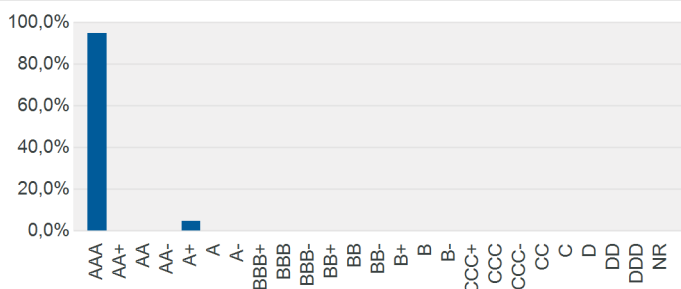 100,0%
80,0%
60,0%
40,0%
20,0%
0,0%
AAA
AA+
AA
AA-
A+
A
A-
BBB+
BBB
BBB-
BB+
BB
BB-
B+
B
B-
CCC+
CCC
CCC-
CC
C
D
DD
DDD
NR